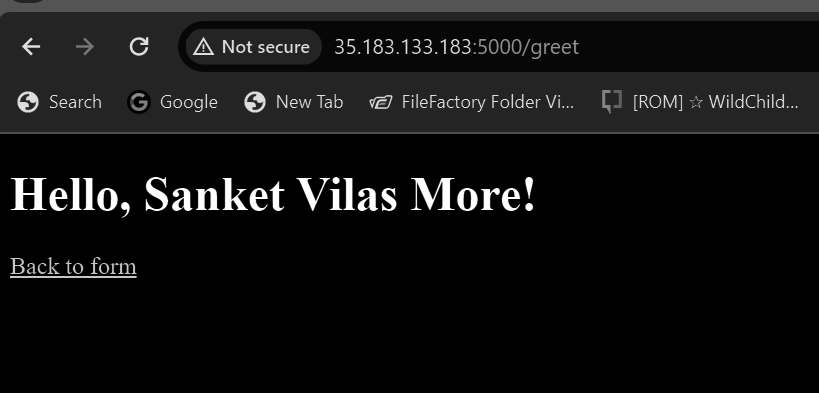 Not secure 35.183.133.183:5000/greet
Search Google New Tab FileFactory Folder Vi... [ROM] ☆ WildChild...
Hello, Sanket Vilas More!
Back to form